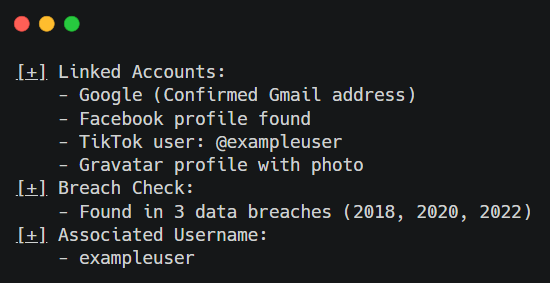 [+] Linked Accounts:
- Google (Confirmed Gmail address)
- Facebook profile found
- TikTok user: @exampleuser
- Gravatar profile with photo
[+] Breach Check:
- Found in 3 data breaches (2018, 2020, 2022)
[+] Associated Username:
- exampleuser